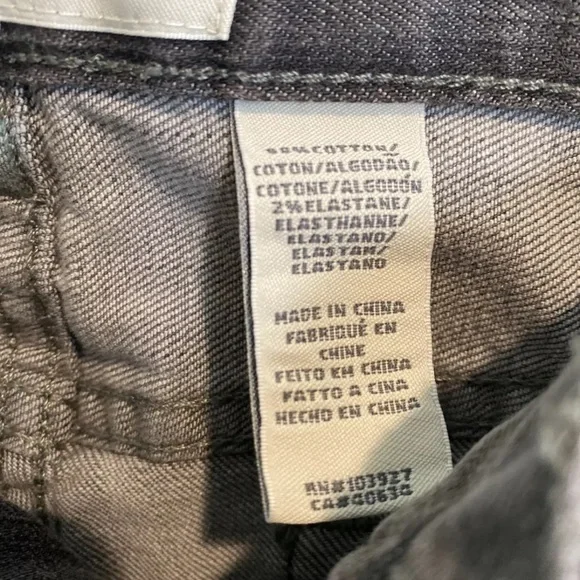 98%COTTON/
COTON/ALGODÃO/
COTONE/ALGODÓN
2%ELASTANE/
ELASTHANNE/
ELASTANO/
ELASTAM/
ELASTANO
MADE IN CHINA
FABRIQUÉ EN
CHINE
FEITO EM CHINA
FATTO A CINA
HECHO EN CHINA
RN#103927
CA#40634